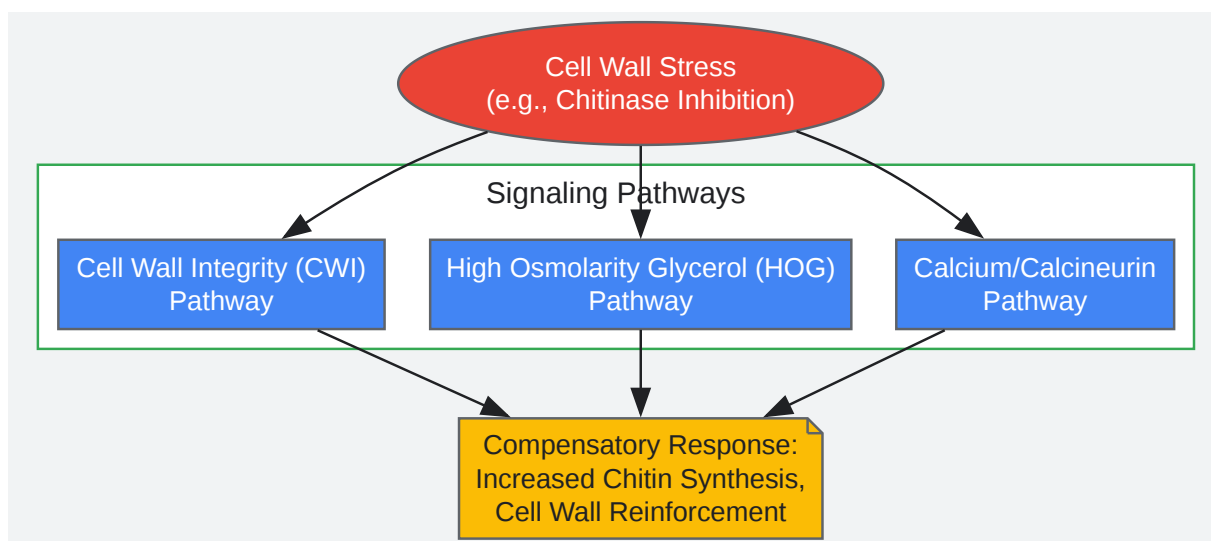 Cell Wall Stress
(e.g., Chitinase Inhibition)
Signaling Pathways
Cell Wall Integrity (CWI)
Pathway
High Osmolarity Glycerol (HOG)
Pathway
Calcium/Calcineurin
Pathway
Compensatory Response:
Increased Chitin Synthesis,
Cell Wall Reinforcement